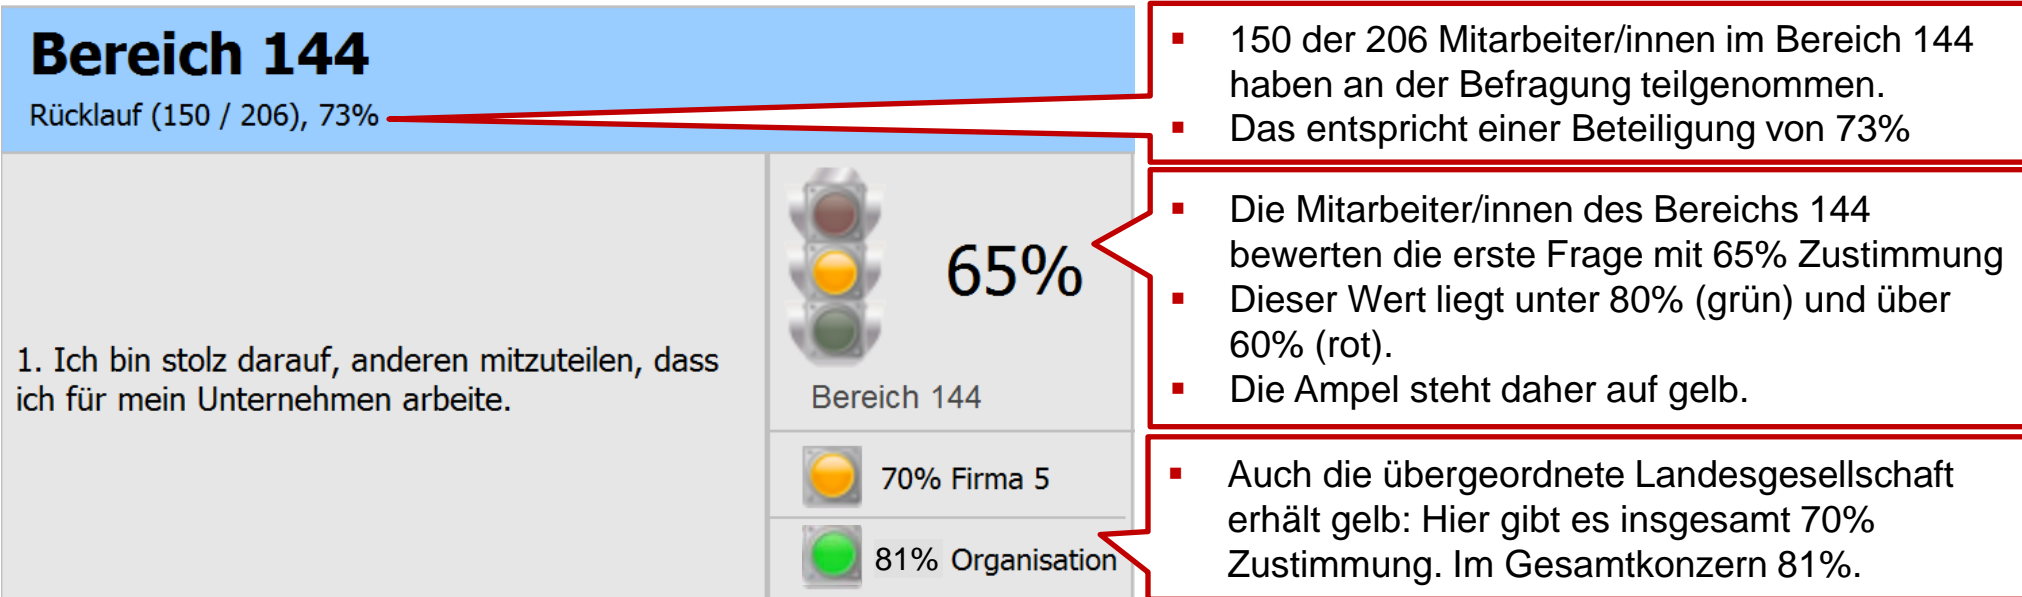 Bereich 144
Rücklauf (150 / 206), 73%
1. Ich bin stolz darauf, anderen mitzuteilen, dass
ich für mein Unternehmen arbeite.
65%
Bereich 144
70% Firma 5
81% Organisation
▪ 150 der 206 Mitarbeiter/innen im Bereich 144
haben an der Befragung teilgenommen.
▪ Das entspricht einer Beteiligung von 73%
▪ Die Mitarbeiter/innen des Bereichs 144
bewerten die erste Frage mit 65% Zustimmung
▪ Dieser Wert liegt unter 80% (grün) und über
60% (rot).
▪ Die Ampel steht daher auf gelb.
▪ Auch die übergeordnete Landesgesellschaft
erhält gelb: Hier gibt es insgesamt 70%
Zustimmung. Im Gesamtkonzern 81%.